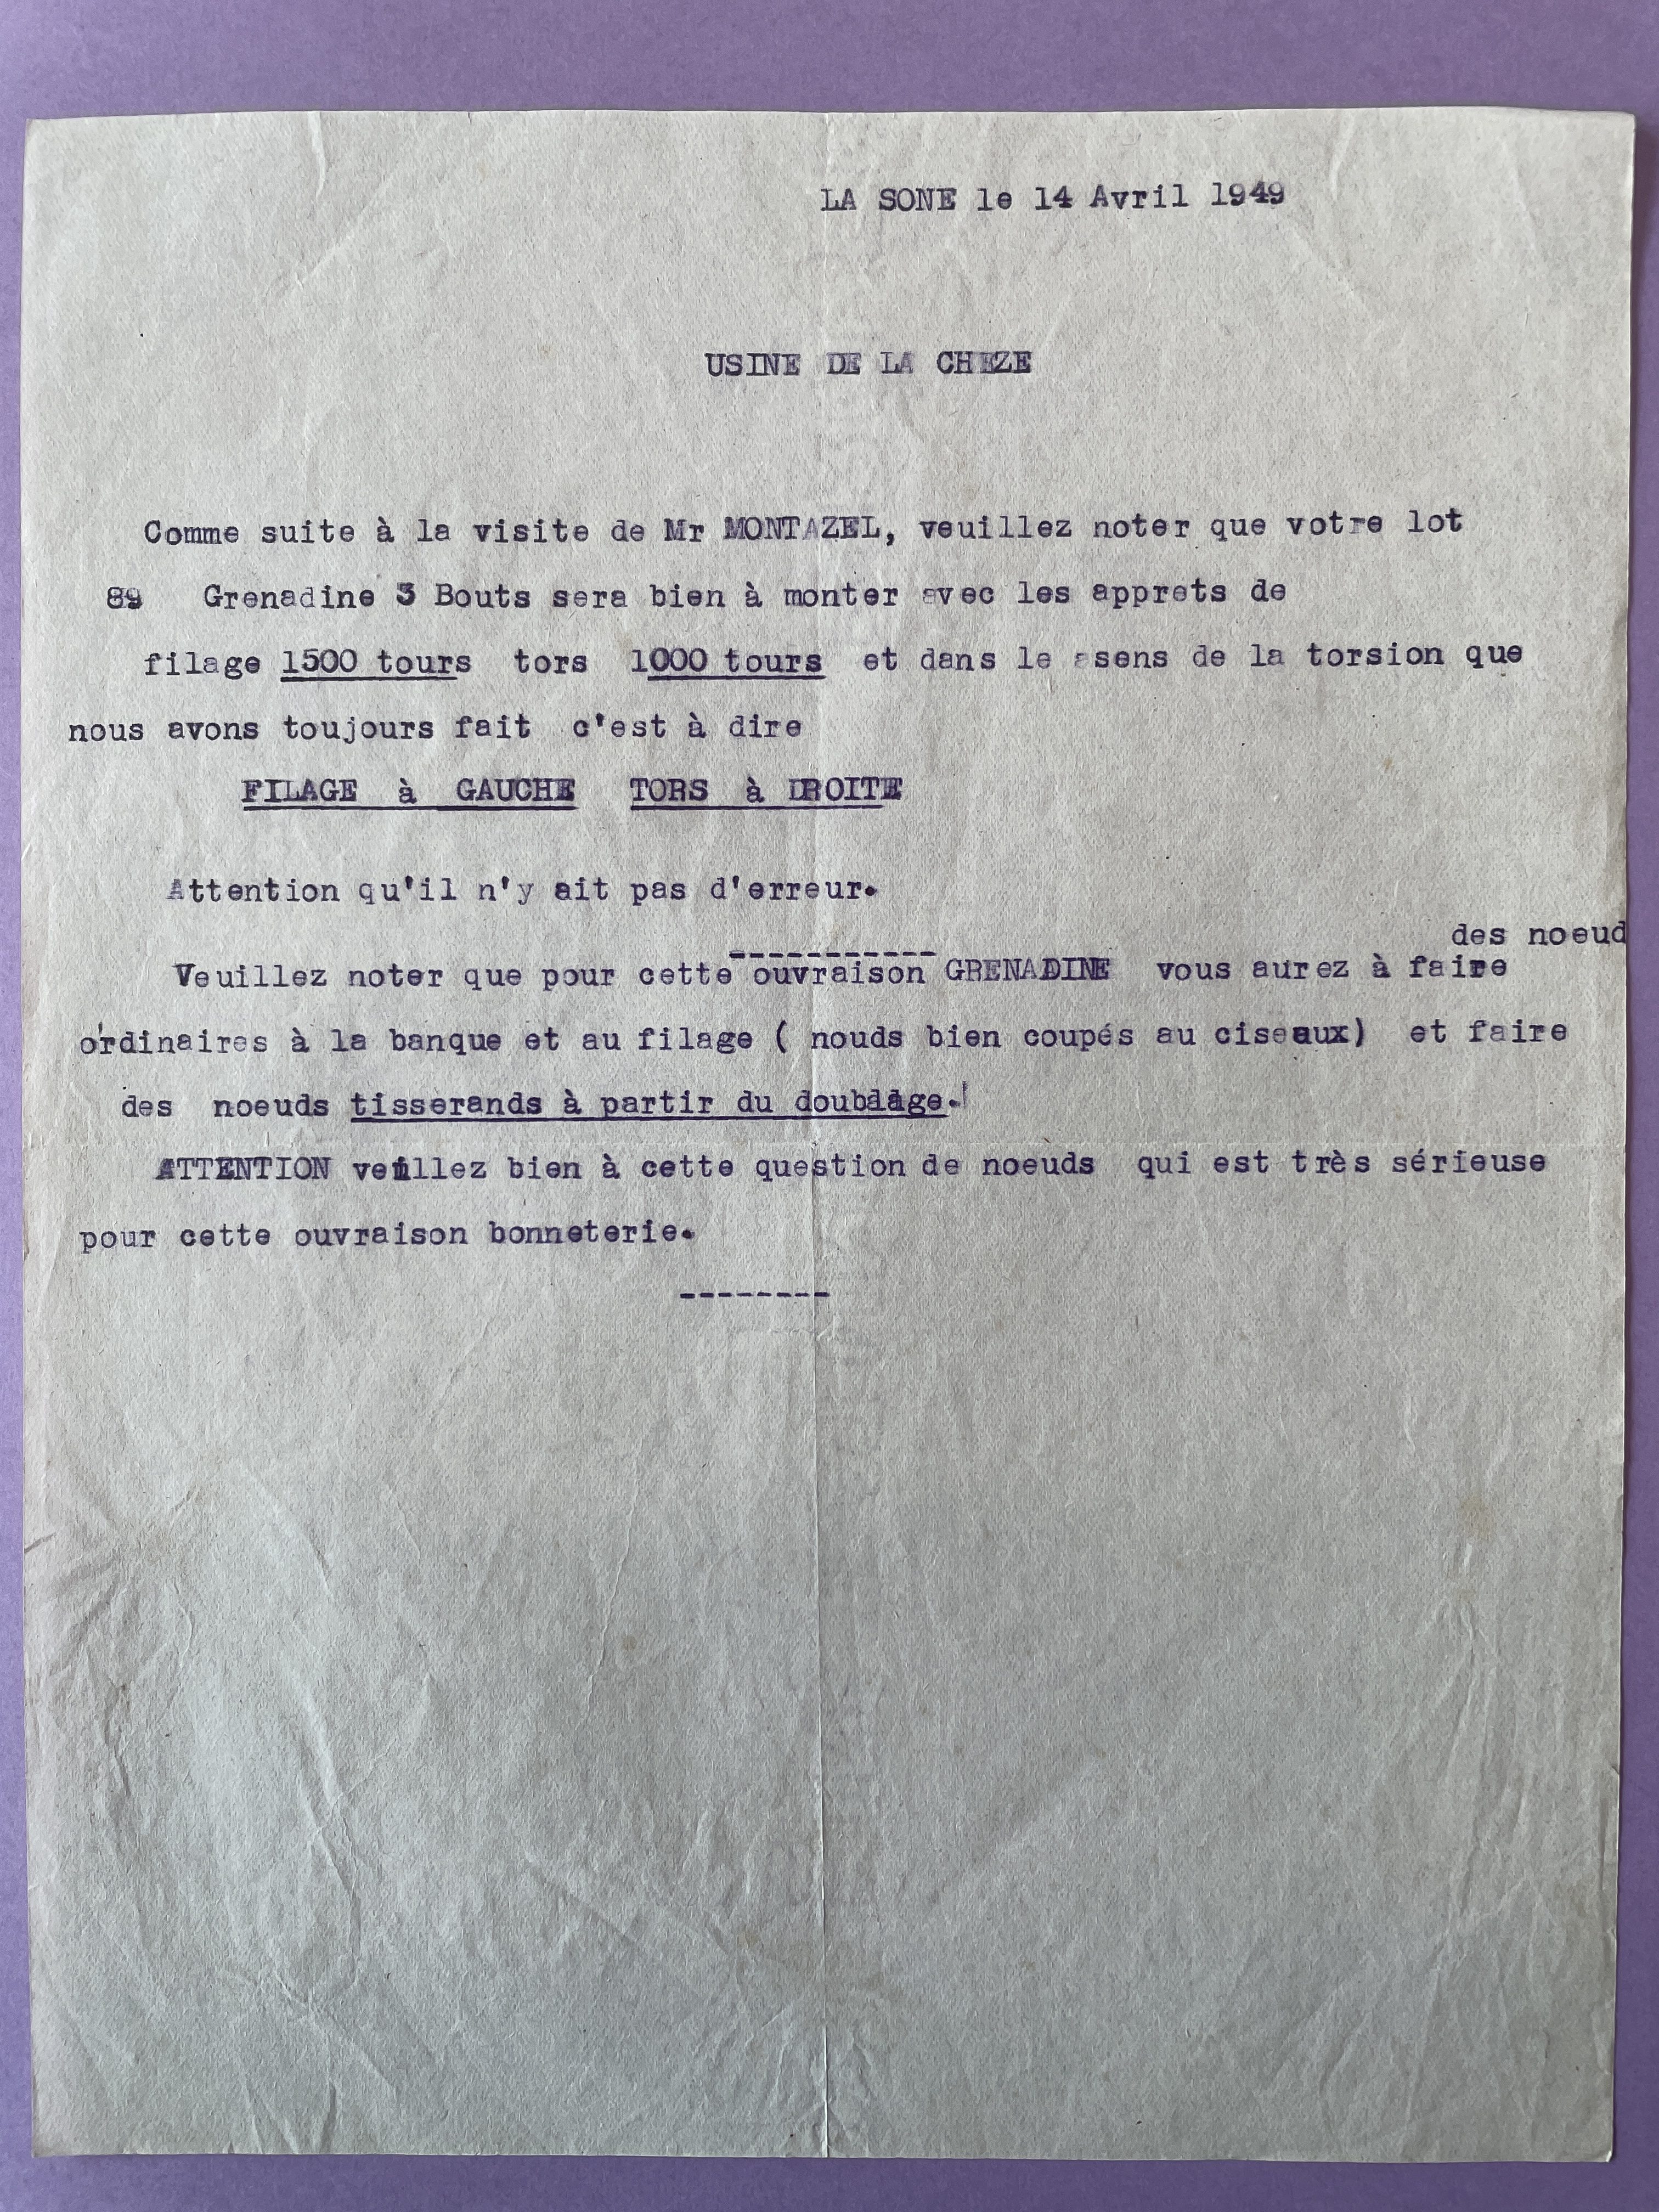 LA SONE le 14 Avril 1949
USINE DE LA CHEZE
Comme suite à la visite de Mr MONTAZEL, veuillez noter que votre lot
89 Grenadine 3 Bouts sera bien à monter avec les apprets de
filage 1500 tours tors 1000 tours et dans le sens de la torsion que
nous avons toujours fait c'est à dire
FILAGE à GAUCHE TORS à DROITE
Attention qu'il n'y ait pas d'erreur.
-----------
des noeud
Veuillez noter que pour cette ouvraison GRENADINE vous aurez à faire
ordinaires à la banque et au filage ( nouds bien coupés au ciseaux) et faire
des noeuds tisserands à partir du doublage.
ATTENTION veillez bien à cette question de noeuds qui est très sérieuse
pour cette ouvraison bonneterie.
--------